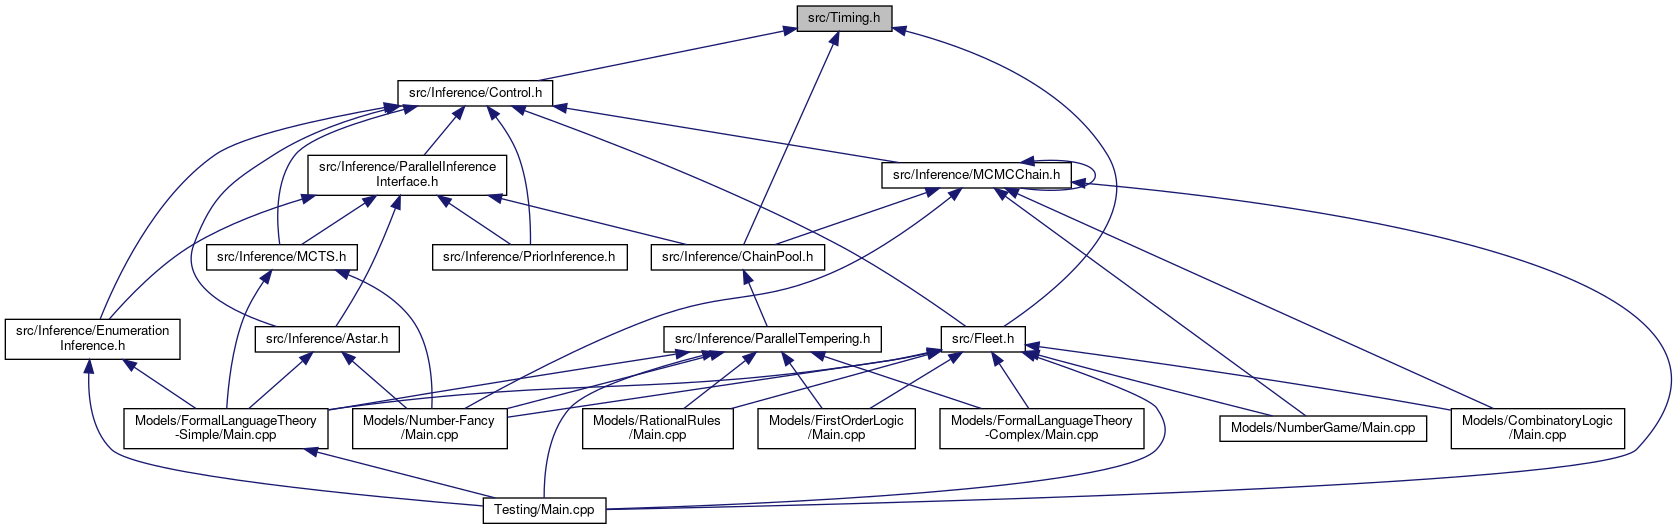 src/Timing.h
src/Inference/Control.h
src/Inference/ParallelInference
Interface.h
src/Inference/MCMCChain.h
src/Inference/MCTS.h
src/Inference/PriorInference.h
src/Inference/ChainPool.h
src/Inference/Enumeration
Inference.h
src/Inference/Astar.h
src/Inference/ParallelTempering.h
src/Fleet.h
Models/FormalLanguageTheory
-Simple/Main.cpp
Models/Number-Fancy
/Main.cpp
Models/RationalRules
/Main.cpp
Models/FirstOrderLogic
/Main.cpp
Models/FormalLanguageTheory
-Complex/Main.cpp
Models/NumberGame/Main.cpp
Models/CombinatoryLogic
/Main.cpp
Testing/Main.cpp